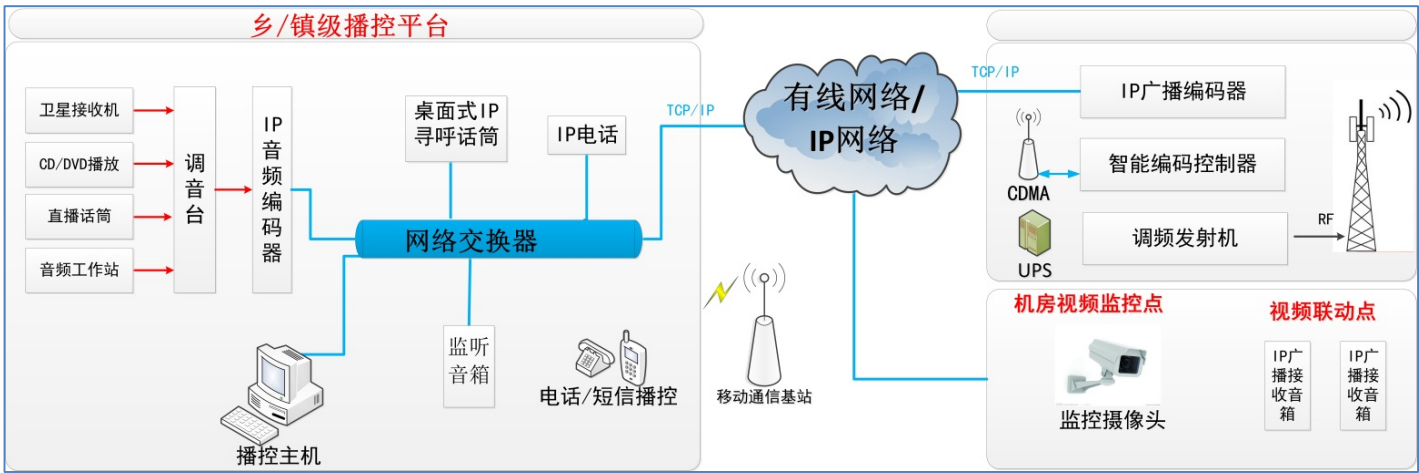 乡/镇级播控平台
卫星接收机
CD/DVD播放
直播话筒
音频工作站
调
音
台
IP
音
频
编
码
器
桌面式IP
寻呼话筒
IP电话
网络交换器
监听
音箱
播控主机
电话/短信播控
TCP/IP
有线网络/
IP网络
移动通信基站
TCP/IP
IP广播编码器
CDMA
智能编码控制器
UPS
调频发射机
RF
机房视频监控点
监控摄像头
视频联动点
IP广
播接
收音
箱
IP广
播接
收音
箱